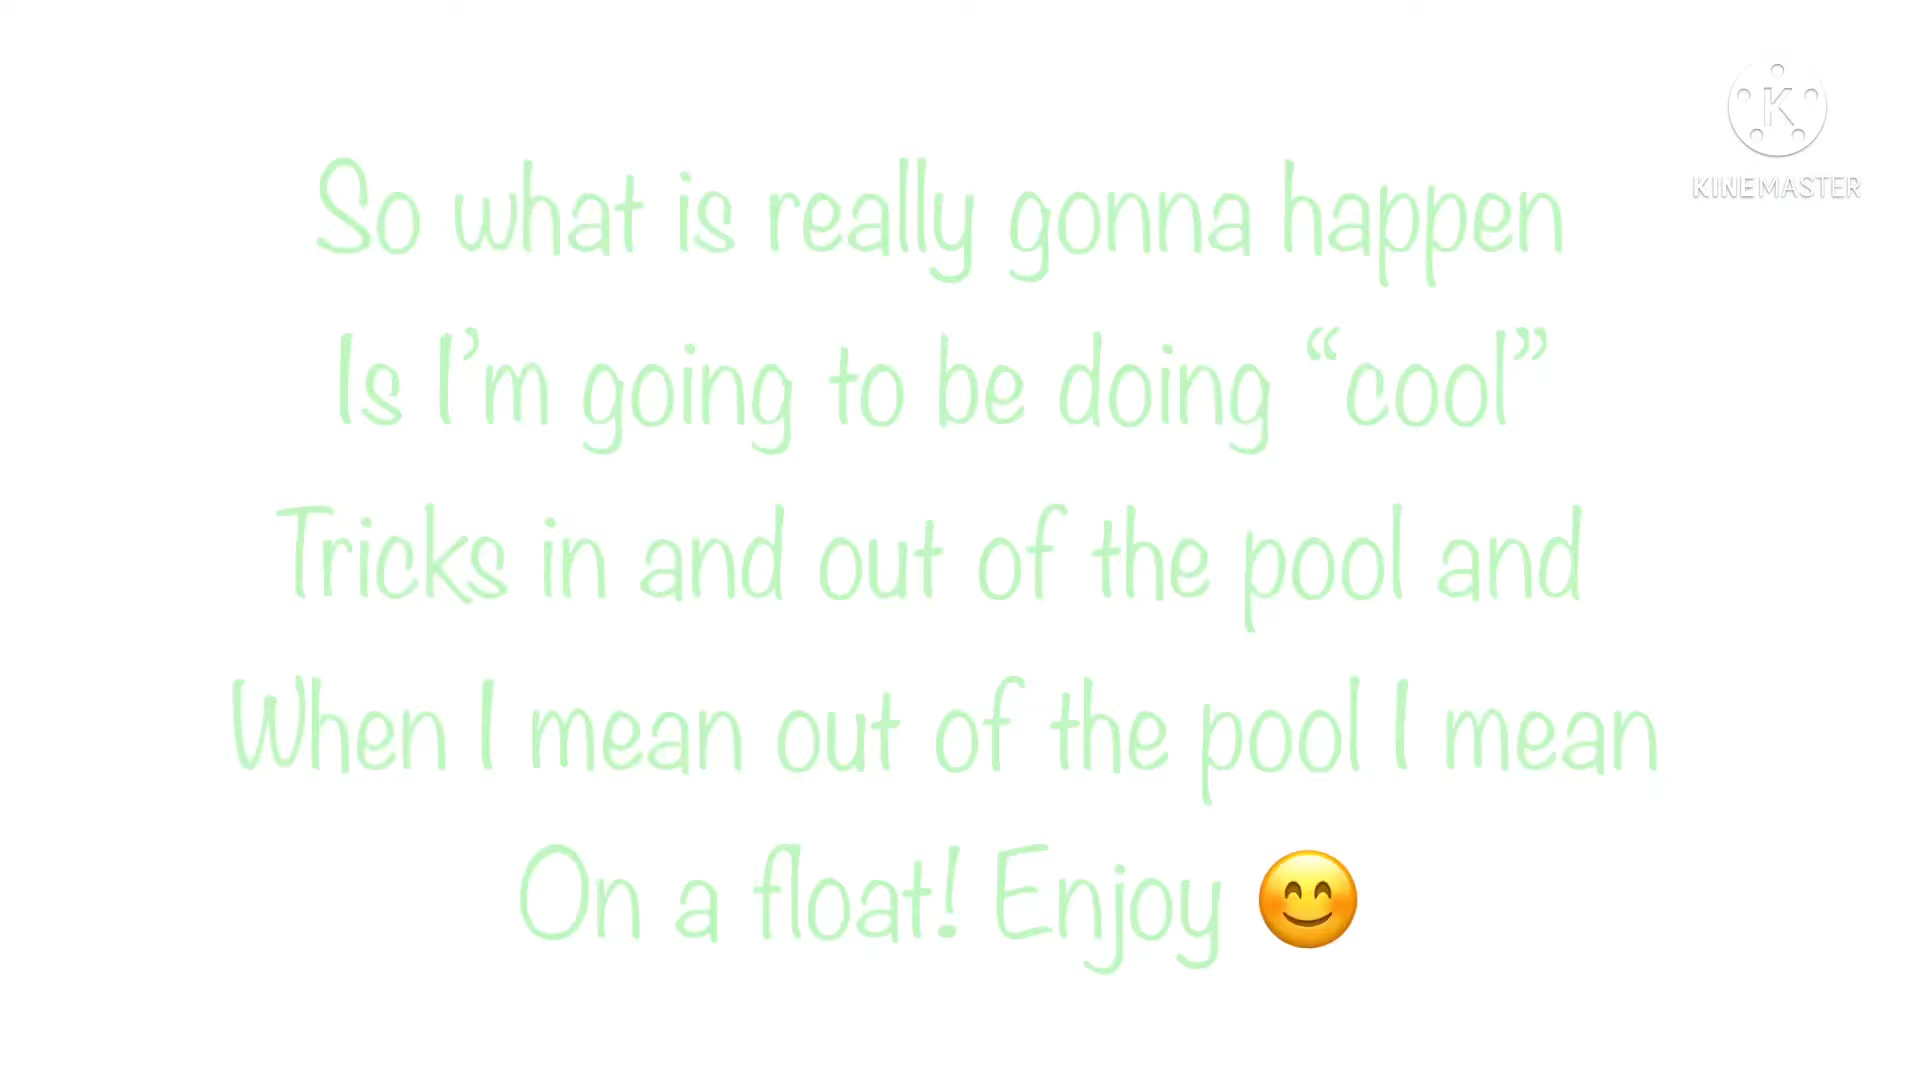 So what is really gonna happen
Is I’m going to be doing “cool”
Tricks in and out of the pool and
When I mean out of the pool I mean
On a float! Enjoy 😊
K
KINEMASTER